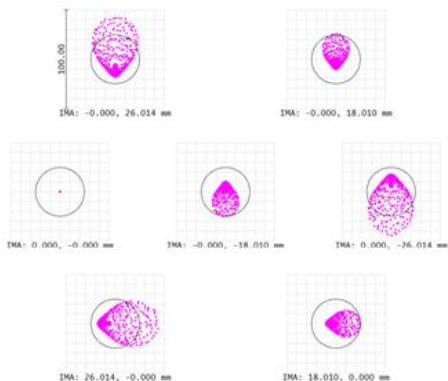 100.00
IMA: -0.000, 26.014 mm
IMA: -0.000, 18.010 mm
IMA: 0.000, -0.000 mm
IMA: -0.000, -18.010 mm
IMA: 0.000, -26.014 mm
IMA: 26.014, -0.000 mm
IMA: 18.010, 0.000 mm